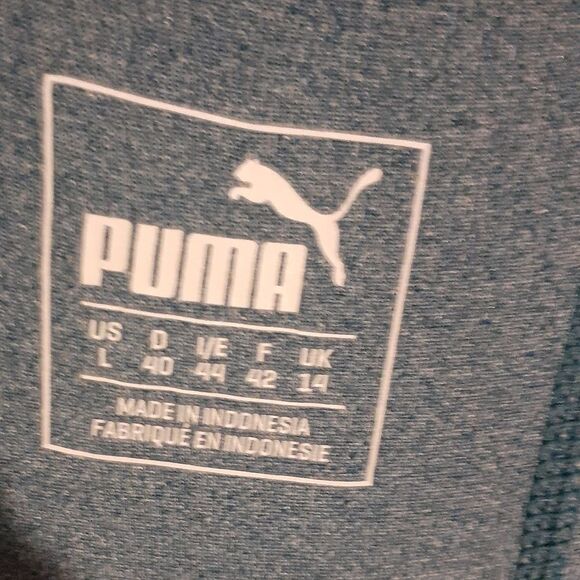 PUMA
US D I/E F UK
L 40 44 42 14
MADE IN INDONESIA
FABRIQUÉ EN INDONESIE